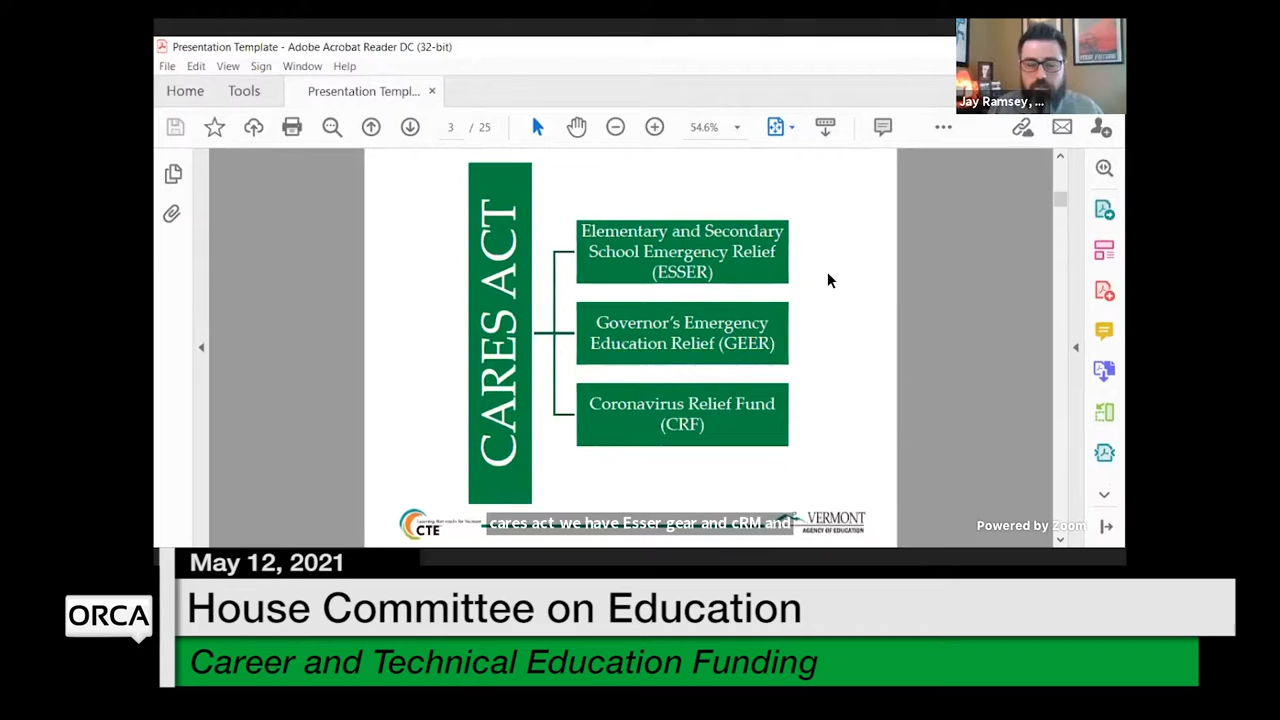 Presentation Template - Adobe Acrobat Reader DC (32-bit)
File Edit View Sign Window Help
Home Tools Presentation Templ... ×
3 / 25 54.6%
Jay Ramsey, ...
CARES ACT
Elementary and Secondary
School Emergency Relief
(ESSER)
Governor's Emergency
Education Relief (GEER)
Coronavirus Relief Fund
(CRF)
CTE
cares act we have Esser gear and cRM and
VERMONT
AGENCY OF EDUCATION
Powered by Zoom
May 12, 2021
ORCA
House Committee on Education
Career and Technical Education Funding